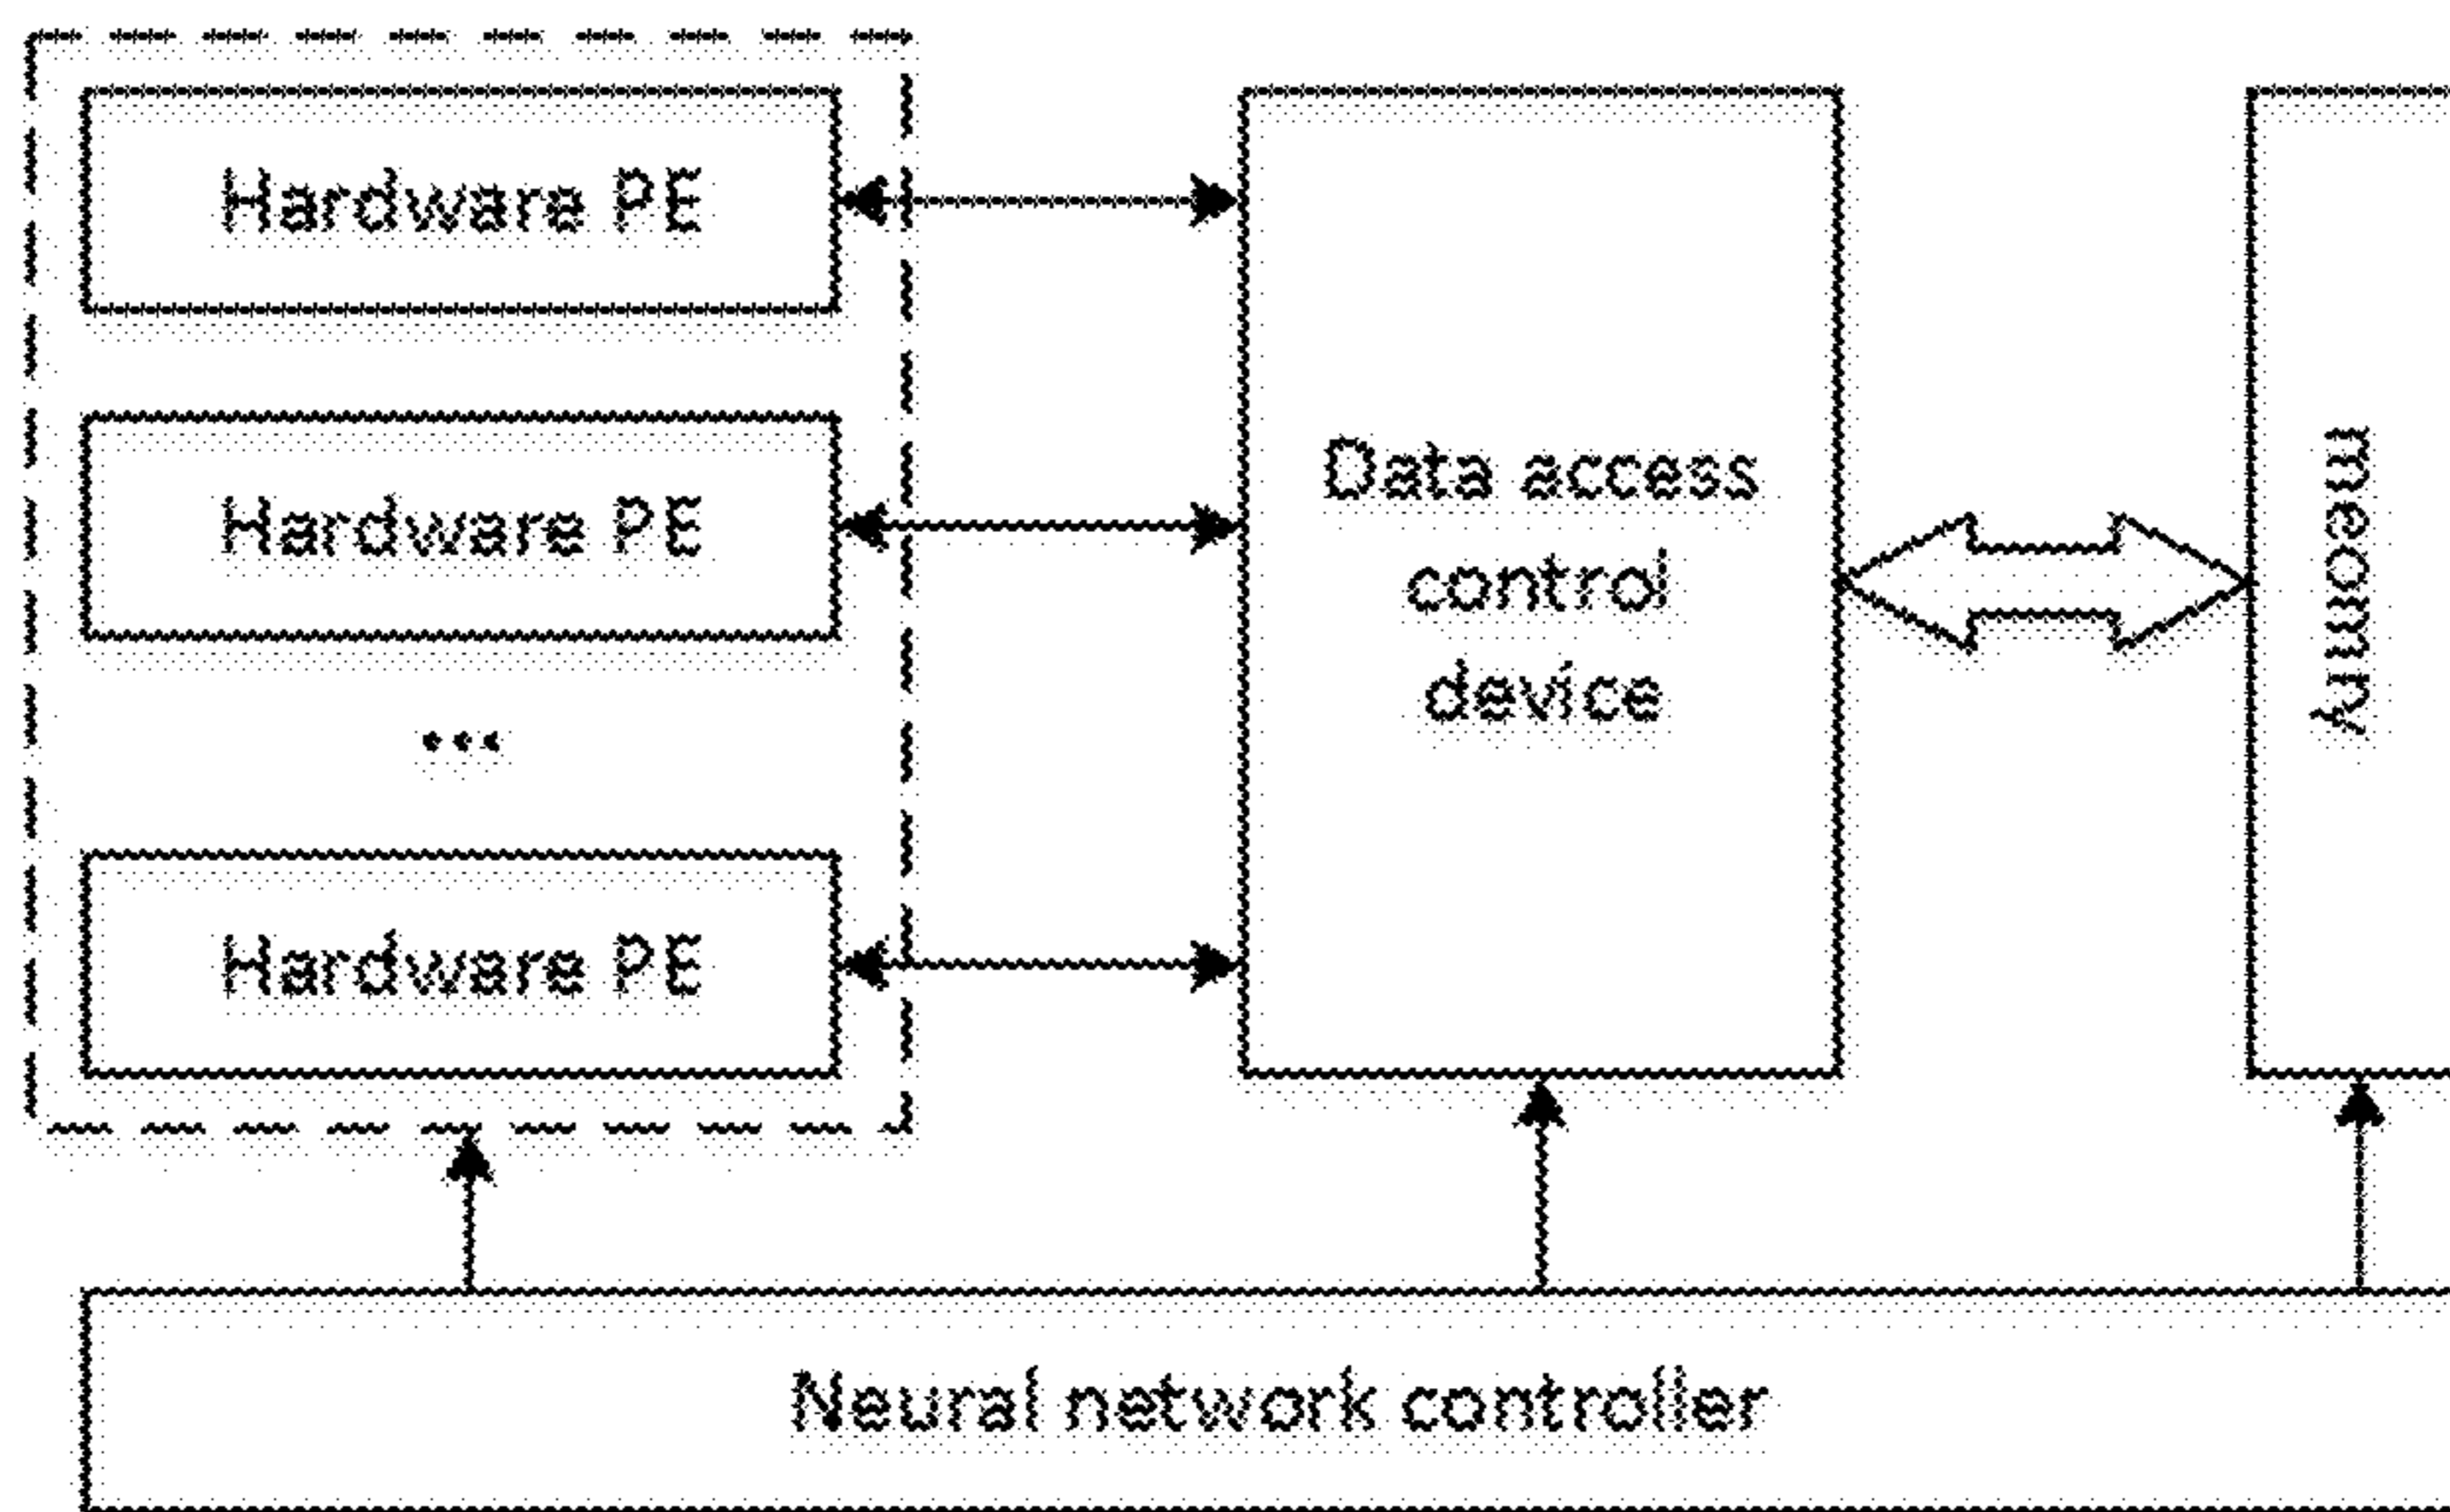 Hardware PE
Hardware PE
...
Hardware PE
Data access
control
device
memory
Neural network controller